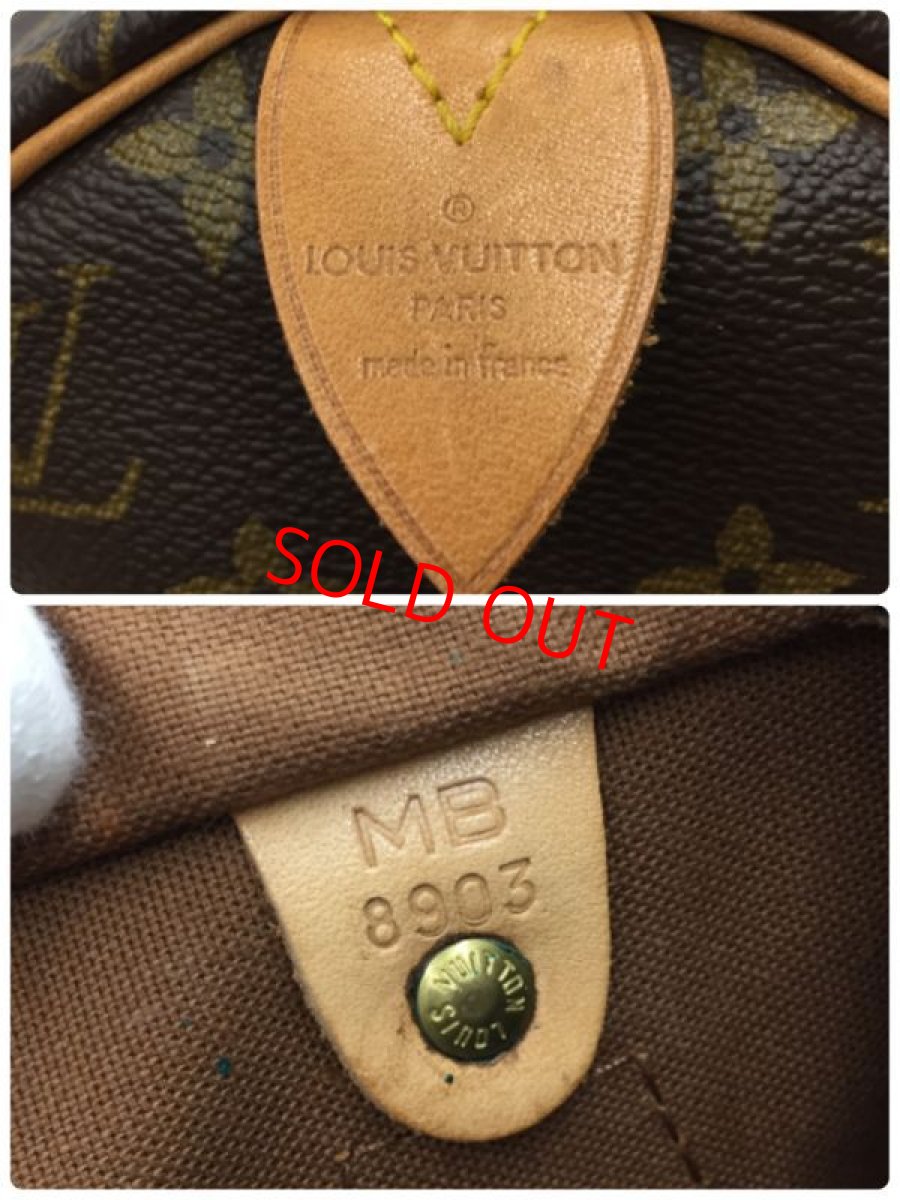 ®
LOUIS VUITTON
PARIS
made in france
SOLD OUT
MB
8903
LOUIS VUITTON